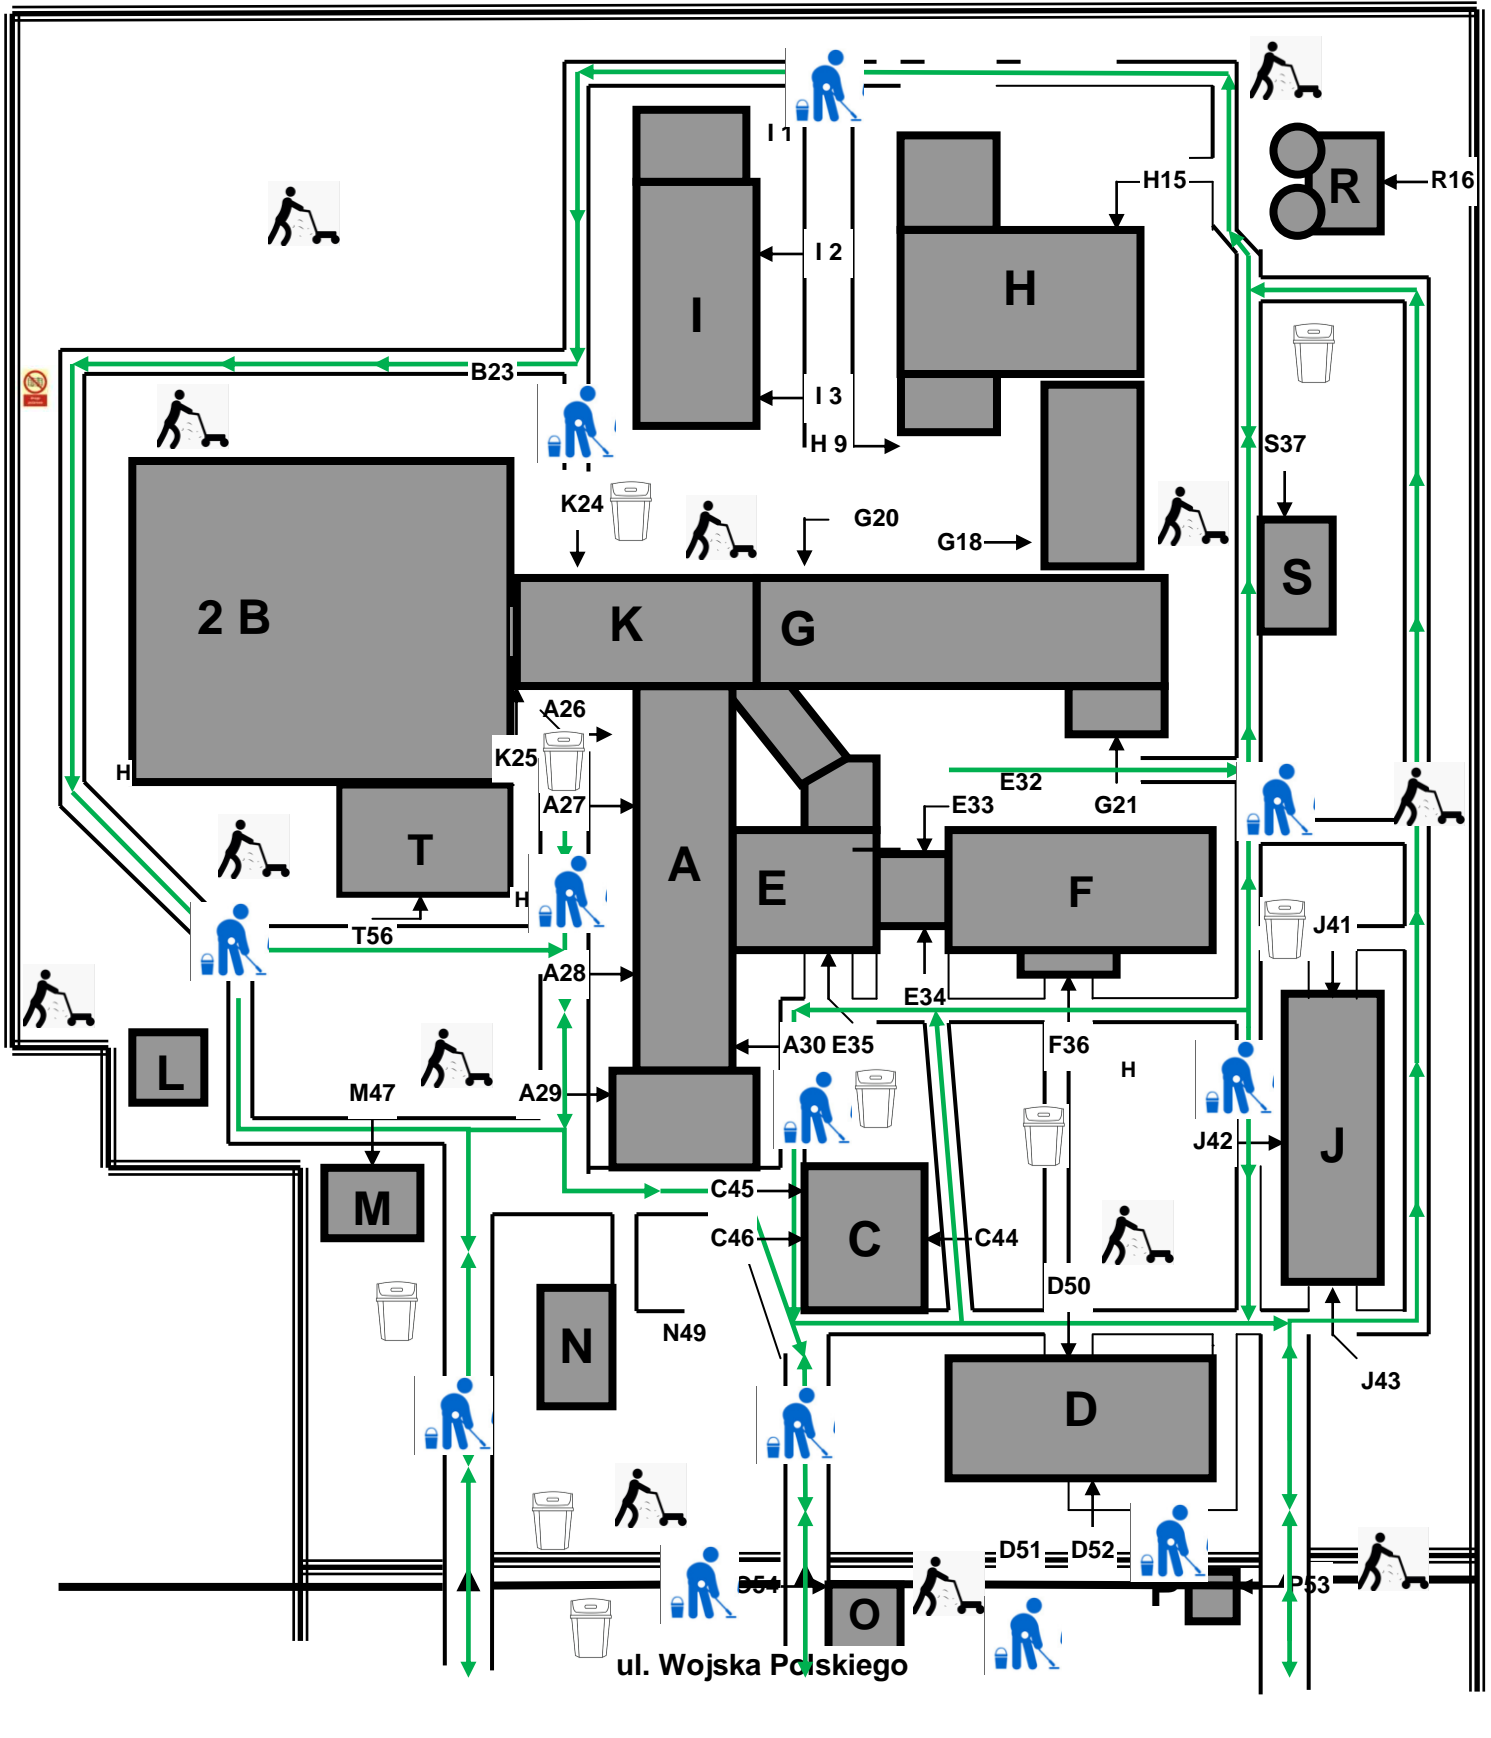 I 1
H15
R
R16
I 2
H
I
B23
I 3
H 9
S37
K24
G20
G18
S
2 B
K
G
A26
K25
H
E32
A27
E33
G21
T
A
E
F
H
J41
T56
A28
E34
A30
E35
F36
H
L
M47
A29
J42
J
C45
M
C46
C
C44
D50
N49
N
J43
D
D51
D52
P53
O
ul. Wojska Polskiego